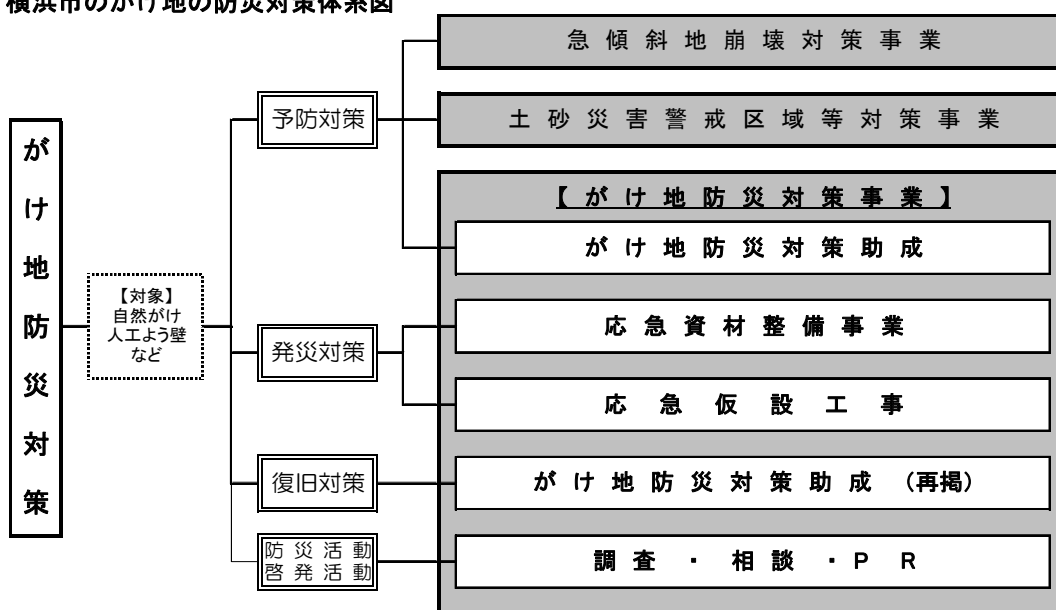 横浜市のがけ地の防災対策体系図
がけ地防災対策
【対象】
自然がけ
人工よう壁
など
予防対策
急傾斜地崩壊対策事業
土砂災害警戒区域等対策事業
【がけ地防災対策事業】
がけ地防災対策助成
発災対策
応急資材整備事業
応急仮設工事
復旧対策
がけ地防災対策助成（再掲）
防災活動
啓発活動
調査・相談・PR